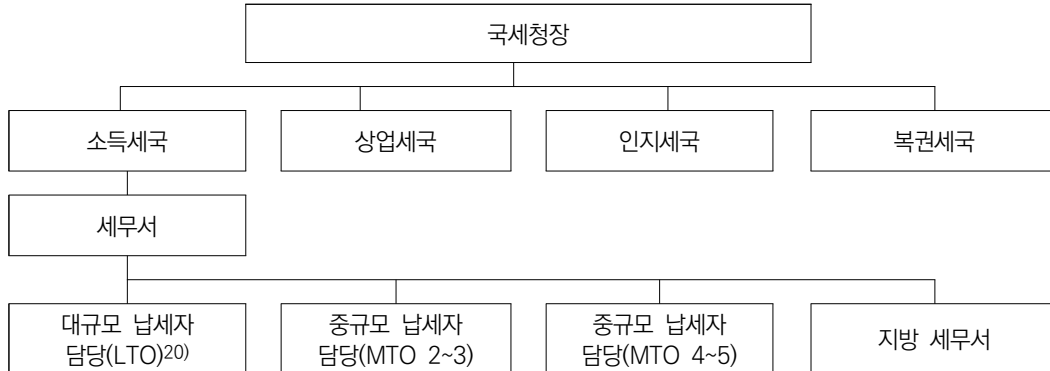 국세청장
소득세국
상업세국
인지세국
복권세국
세무서
대규모 납세자
담당(LTO)20)
중규모 납세자
담당(MTO 2~3)
중규모 납세자
담당(MTO 4~5)
지방 세무서